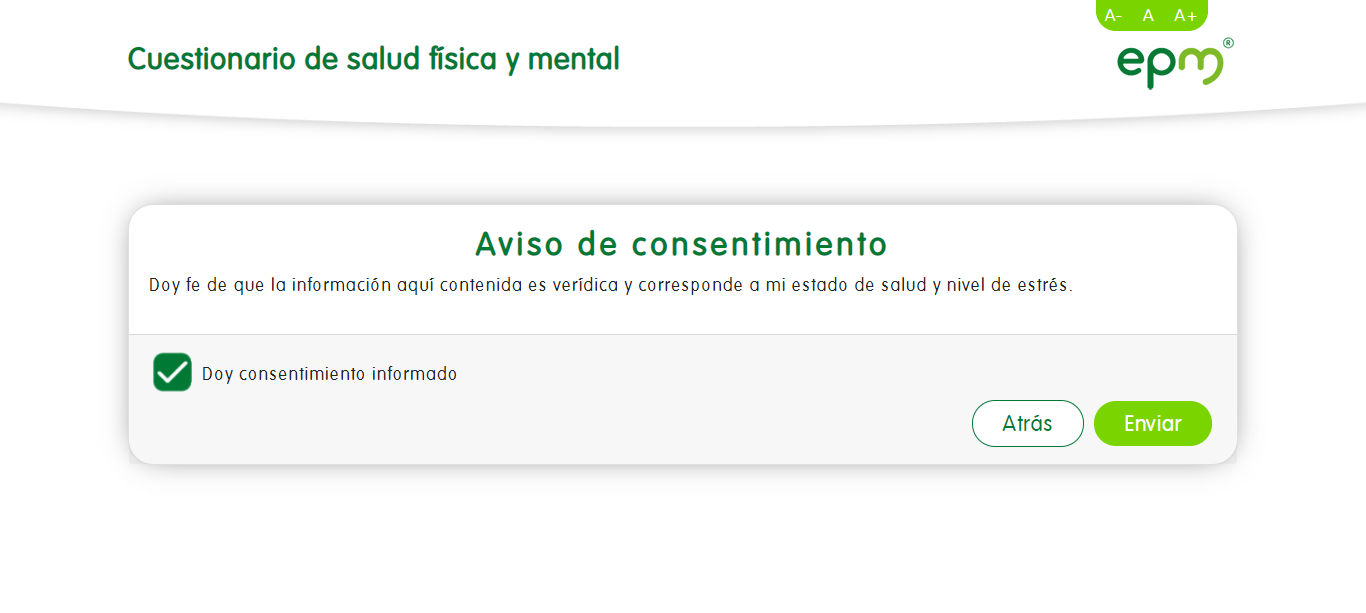 A- A A+
Cuestionario de salud física y mental
epm®
Aviso de consentimiento
Doy fe de que la información aquí contenida es verídica y corresponde a mi estado de salud y nivel de estrés.
Doy consentimiento informado
Atrás Enviar